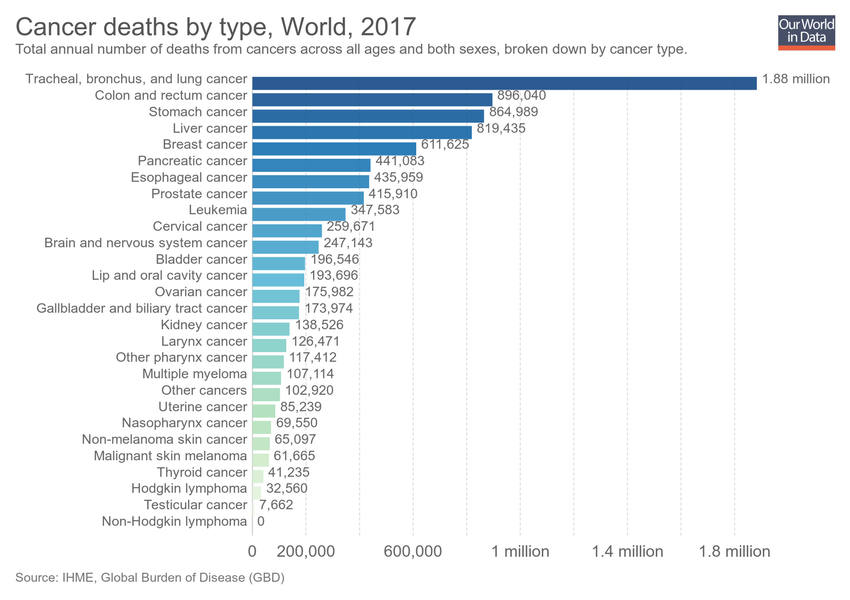 Cancer deaths by type, World, 2017
Total annual number of deaths from cancers across all ages and both sexes, broken down by cancer type.
Our World
in Data
Tracheal, bronchus, and lung cancer 1.88 million
Colon and rectum cancer 896,040
Stomach cancer 864,989
Liver cancer 819,435
Breast cancer 611,625
Pancreatic cancer 441,083
Esophageal cancer 435,959
Prostate cancer 415,910
Leukemia 347,583
Cervical cancer 259,671
Brain and nervous system cancer 247,143
Bladder cancer 196,546
Lip and oral cavity cancer 193,696
Ovarian cancer 175,982
Gallbladder and biliary tract cancer 173,974
Kidney cancer 138,526
Larynx cancer 126,471
Other pharynx cancer 117,412
Multiple myeloma 107,114
Other cancers 102,920
Uterine cancer 85,239
Nasopharynx cancer 69,550
Non-melanoma skin cancer 65,097
Malignant skin melanoma 61,665
Thyroid cancer 41,235
Hodgkin lymphoma 32,560
Testicular cancer 7,662
Non-Hodgkin lymphoma 0
0 200,000 600,000 1 million 1.4 million 1.8 million
Source: IHME, Global Burden of Disease (GBD)